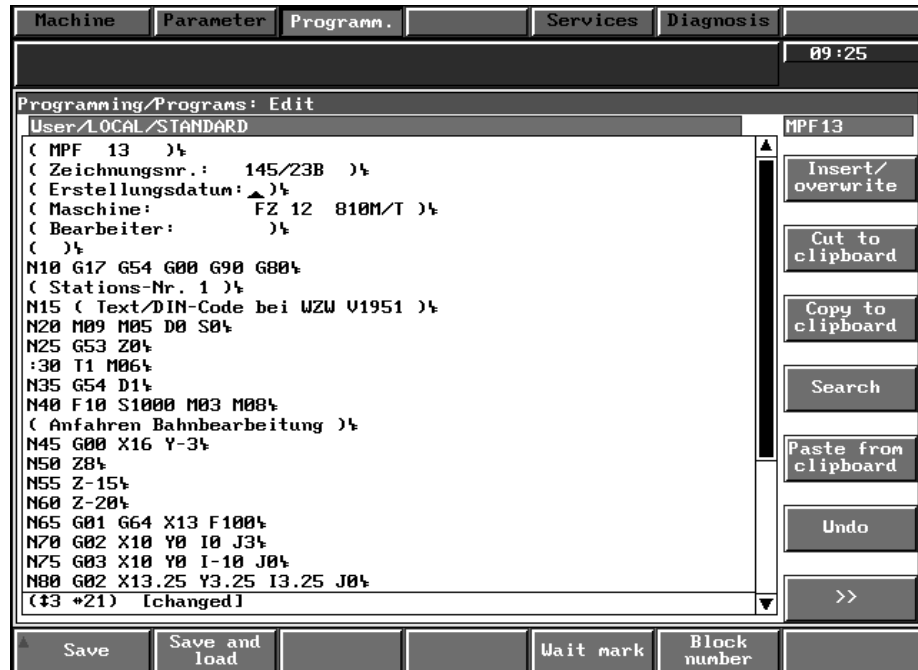 Machine Parameter Programm. Services Diagnosis
09:25
Programming/Programs: Edit
User/LOCAL/STANDARD MPF13
( MPF 13 )
( Zeichnungsnr.: 145/23B )
( Erstellungsdatum: )
( Maschine: FZ 12 810M/T )
( Bearbeiter: )
( )
N10 G17 G54 G00 G90 G80
( Stations-Nr. 1 )
N15 ( Text/DIN-Code bei WZW V1951 )
N20 M09 M05 D0 S0
N25 G53 Z0
:30 T1 M06
N35 G54 D1
N40 F10 S1000 M03 M08
( Anfahren Bahnbearbeitung )
N45 G00 X16 Y-3
N50 Z8
N55 Z-15
N60 Z-20
N65 G01 G64 X13 F100
N70 G02 X10 Y0 I0 J3
N75 G03 X10 Y0 I-10 J0
N80 G02 X13.25 Y3.25 I3.25 J0
(↕3 ↔21) [changed]
Insert/
overwrite
Cut to
clipboard
Copy to
clipboard
Search
Paste from
clipboard
Undo
>>
Save
Save and
load
Wait mark
Block
number